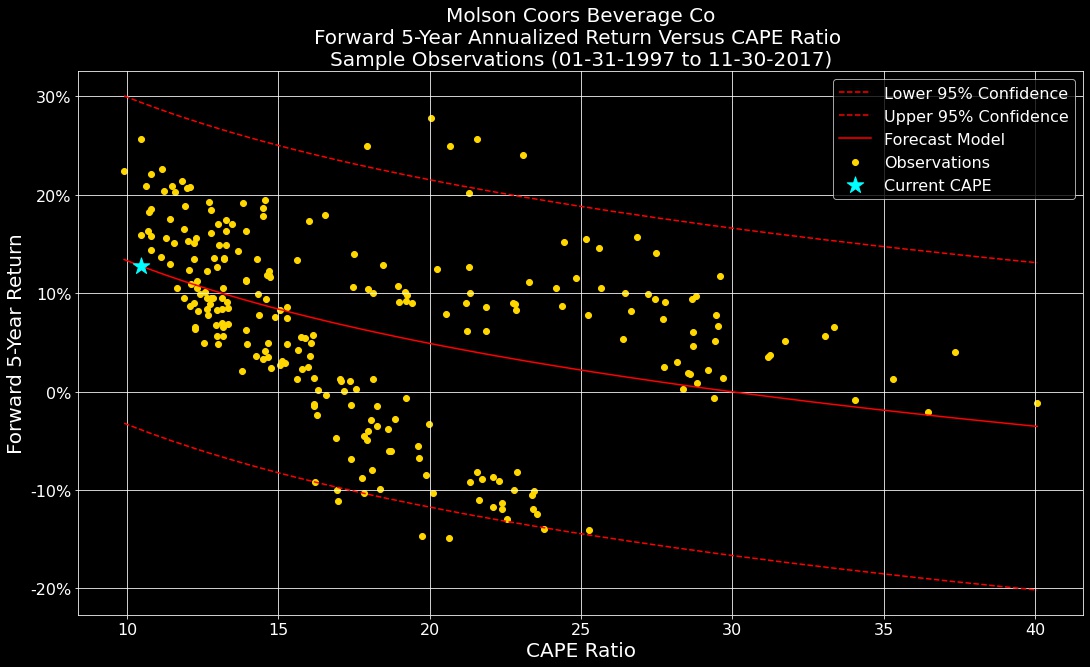 Molson Coors Beverage Co
Forward 5-Year Annualized Return Versus CAPE Ratio
Sample Observations (01-31-1997 to 11-30-2017)
Lower 95% Confidence
Upper 95% Confidence
Forecast Model
Observations
Current CAPE
Forward 5-Year Return
30%
20%
10%
0%
-10%
-20%
10 15 20 25 30 35 40
CAPE Ratio